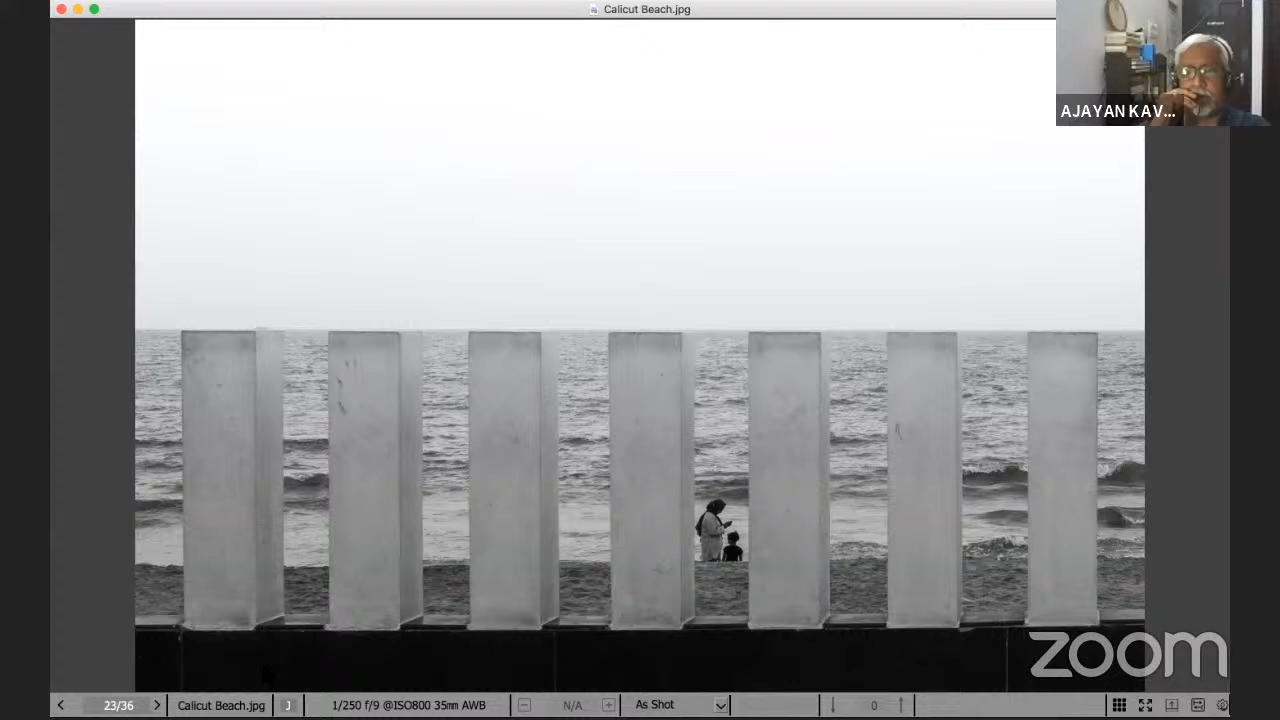 Calicut Beach.jpg
AJAYAN KAV...
zoom
23/36
Calicut Beach.jpg
J
1/250 f/9 @ISO800 35mm AWB
N/A
As Shot
0